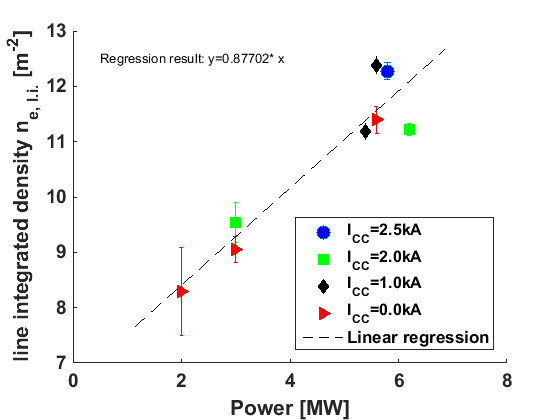 13
12
11
10
9
8
7
0
2
4
6
8
line integrated density n_e, l.i. [m^-2]
Power [MW]
Regression result: y=0.87702* x
I_CC=2.5kA
I_CC=2.0kA
I_CC=1.0kA
I_CC=0.0kA
Linear regression